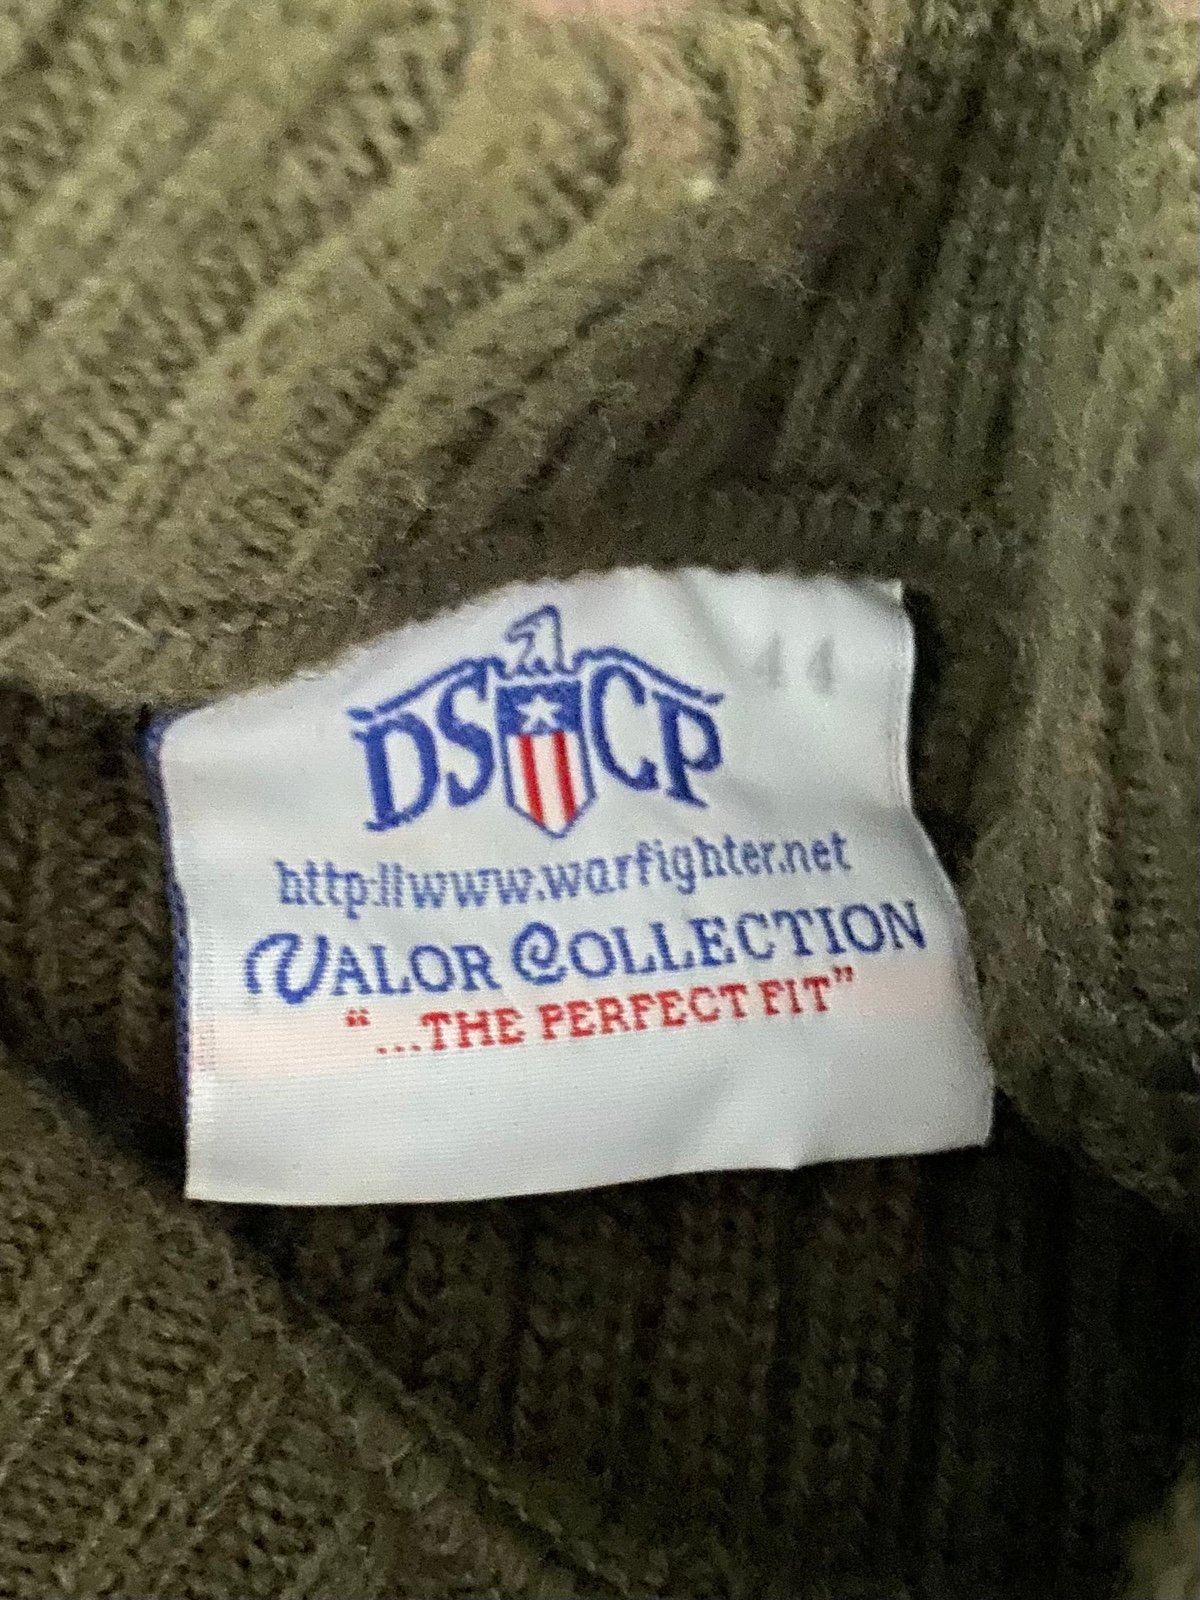 DSCP
44
http://www.warfighter.net
VALOR COLLECTION
“...THE PERFECT FIT”